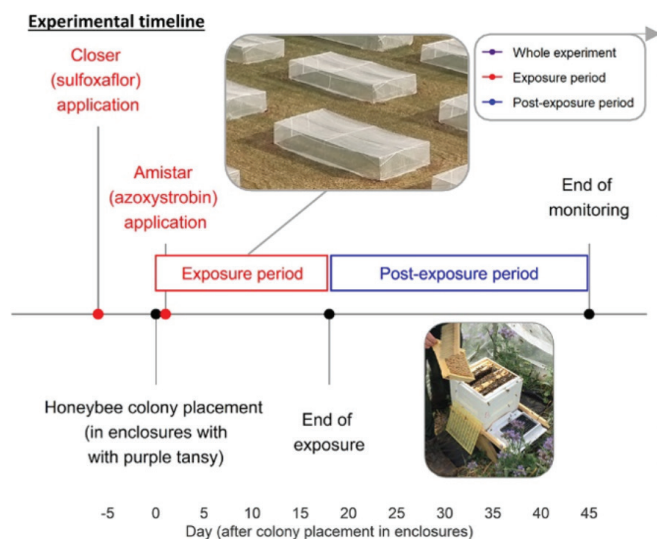 Experimental timeline
Closer
(sulfoxaflor)
application
Whole experiment
Exposure period
Post-exposure period
Amistar
(azoxystrobin)
application
End of
monitoring
Exposure period
Post-exposure period
Honeybee colony placement
(in enclosures with
with purple tansy)
End of
exposure
-5 0 5 10 15 20 25 30 35 40 45
Day (after colony placement in enclosures)